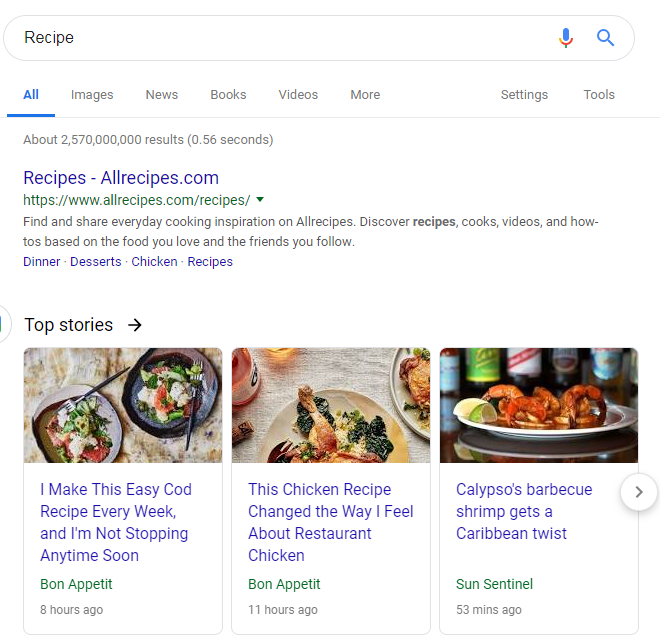 Recipe
All Images News Books Videos More Settings Tools
About 2,570,000,000 results (0.56 seconds)
Recipes - Allrecipes.com
https://www.allrecipes.com/recipes/
Find and share everyday cooking inspiration on Allrecipes. Discover recipes, cooks, videos, and how-
tos based on the food you love and the friends you follow.
Dinner · Desserts · Chicken · Recipes
Top stories
I Make This Easy Cod
Recipe Every Week,
and I'm Not Stopping
Anytime Soon
Bon Appetit
8 hours ago
This Chicken Recipe
Changed the Way I Feel
About Restaurant
Chicken
Bon Appetit
11 hours ago
Calypso's barbecue
shrimp gets a
Caribbean twist
Sun Sentinel
53 mins ago